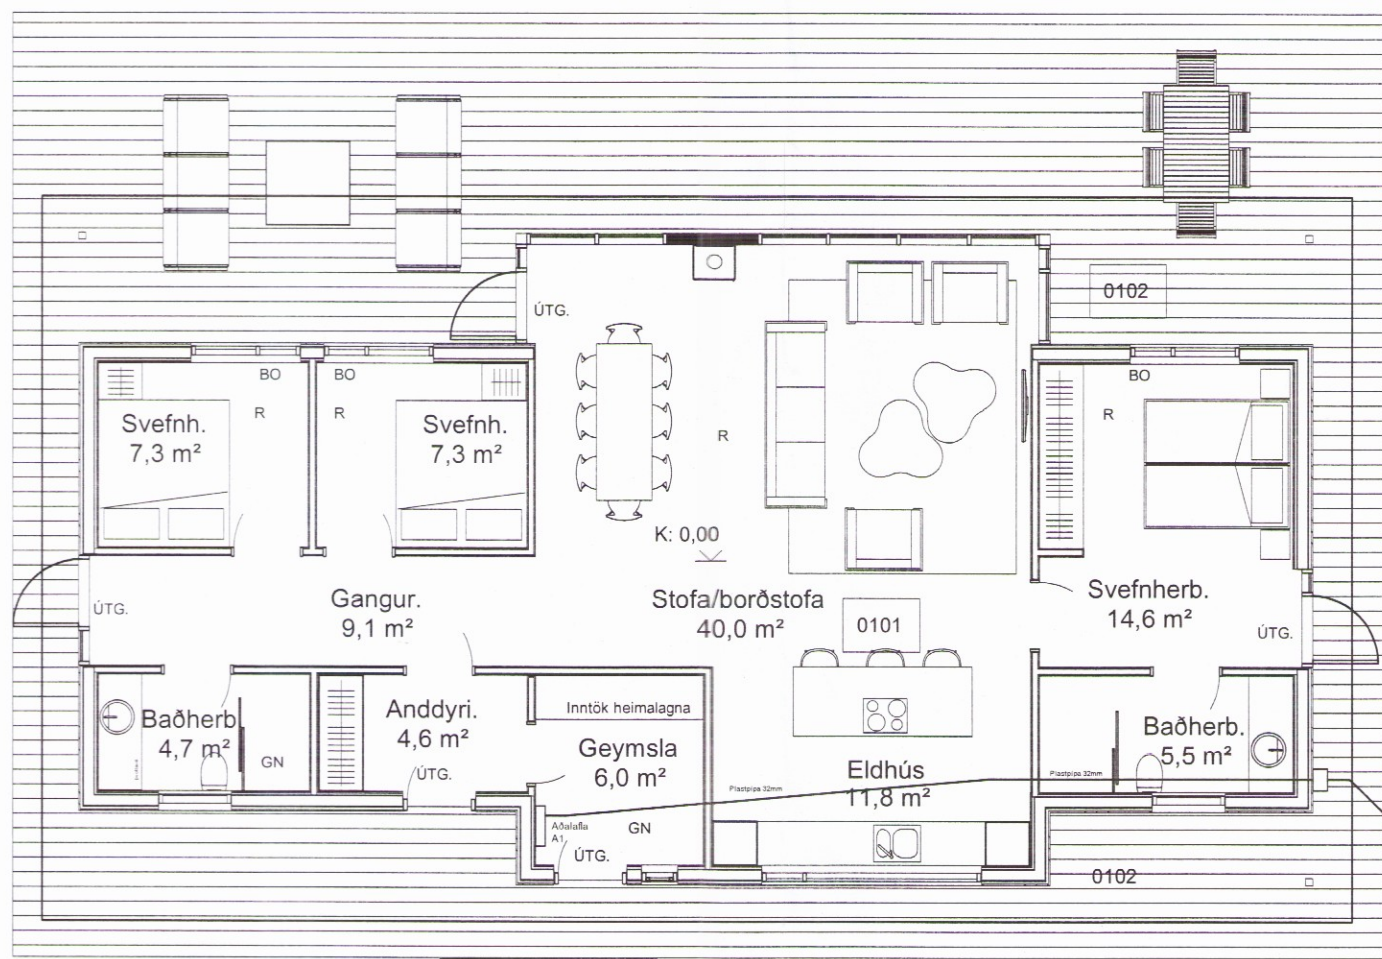 0102
ÚTG.
BO
BO
BO
R
R
R
Svefnh.
7,3 m²
Svefnh.
7,3 m²
R
K: 0,00
ÚTG.
Gangur.
9,1 m²
Stofa/borðstofa
40,0 m²
0101
Svefnherb.
14,6 m²
ÚTG.
Baðherb.
4,7 m²
GN
Anddyri.
4,6 m²
ÚTG.
Inntök heimalagna
Geymsla
6,0 m²
Eldhús
11,8 m²
Plastpípa 32mm
Plastpípa 32mm
Baðherb.
5,5 m²
Aðaltafla
A1
GN
ÚTG.
0102